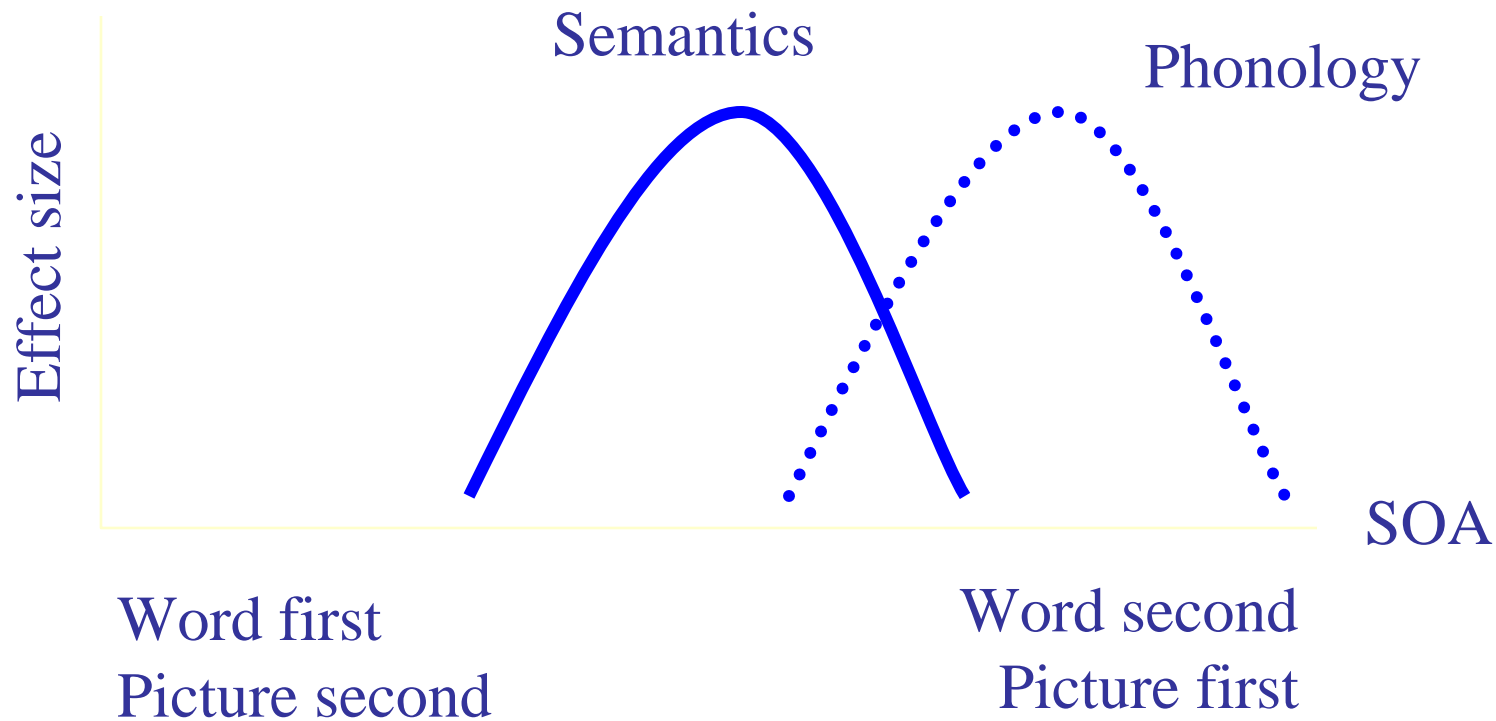 Semantics
Phonology
Effect size
SOA
Word first
Picture second
Word second
Picture first